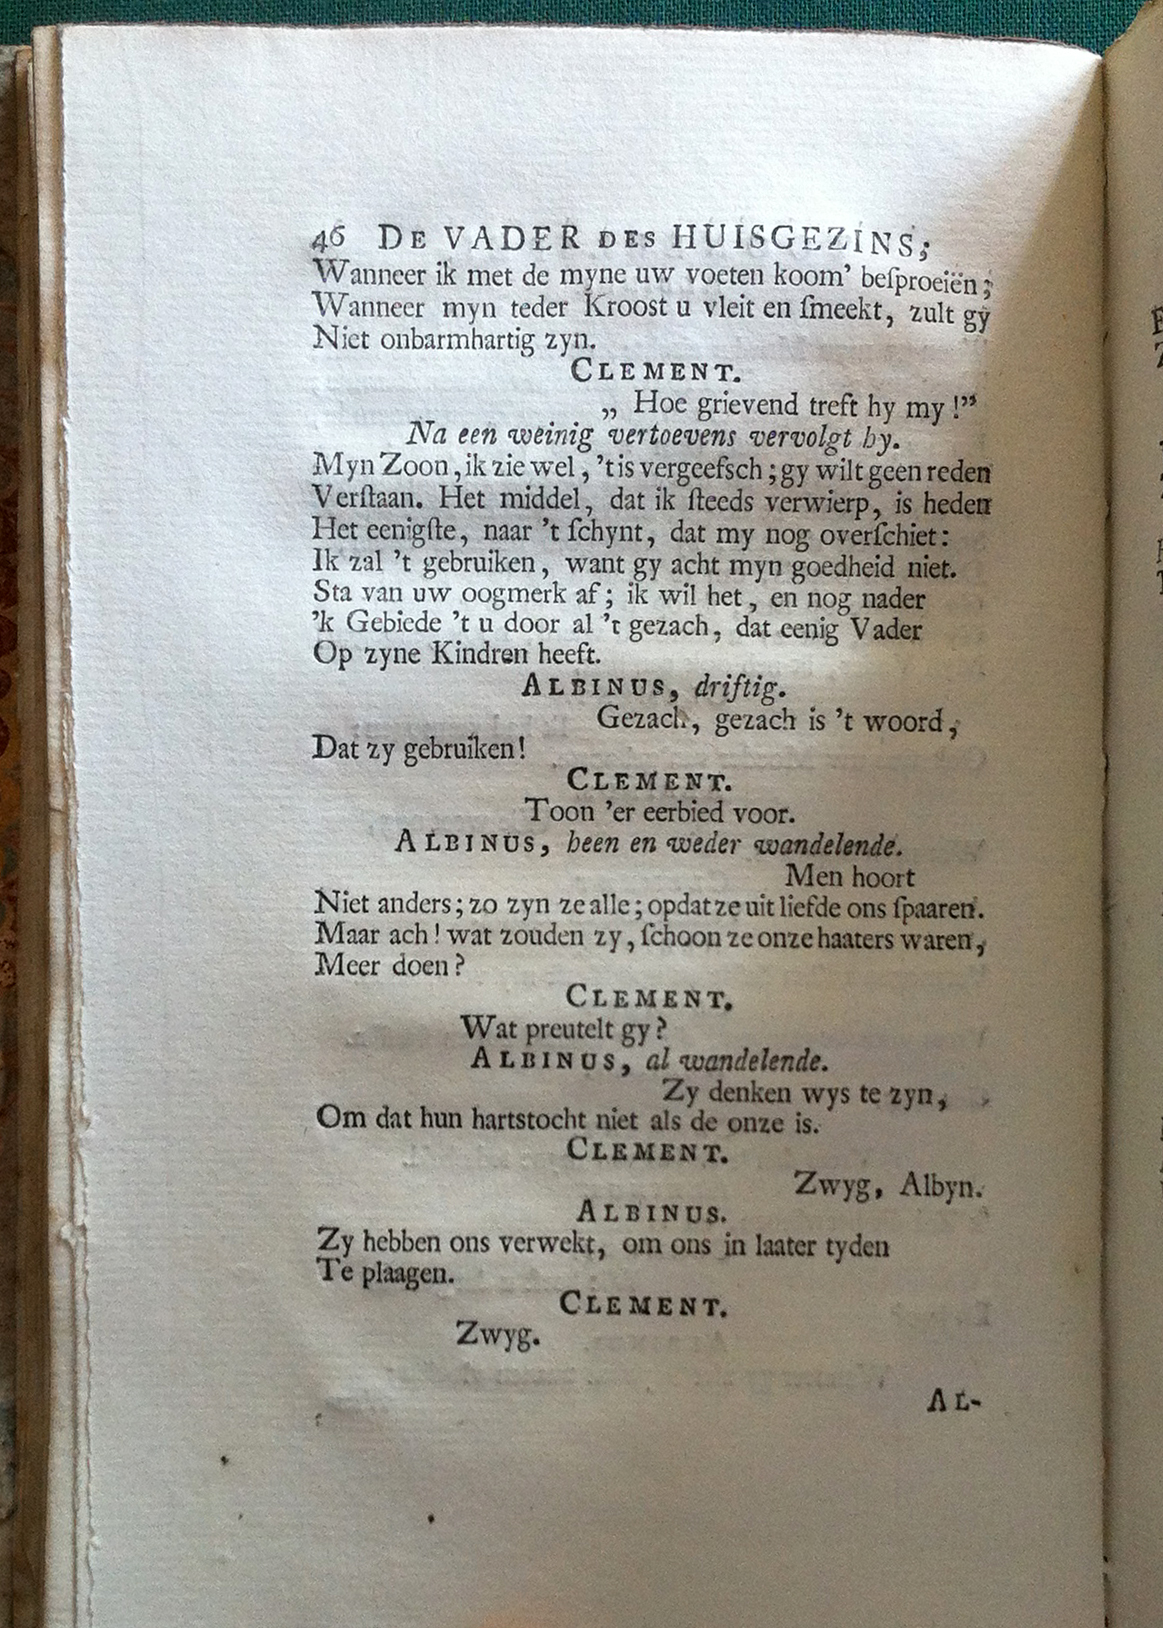 46 DE VADER DES HUISGEZINS;
Wanneer ik met de myne uw voeten koom’ beſproeiën;
Wanneer myn teder Kroost u vleit en ſmeekt, zult gy
Niet onbarmhartig zyn.
CLEMENT.
„ Hoe grievend treft hy my!”
Na een weinig vertoevens vervolgt hy.
Myn Zoon, ik zie wel, ’t is vergeefsch; gy wilt geen reden
Verſtaan. Het middel, dat ik ſteeds verwierp, is heden
Het eenigſte, naar ’t ſchynt, dat my nog overſchiet:
Ik zal ’t gebruiken, want gy acht myn goedheid niet.
Sta van uw oogmerk af; ik wil het, en nog nader
’k Gebiede ’t u door al ’t gezach, dat eenig Vader
Op zyne Kindren heeft.
ALBINUS, driftig.
Gezach, gezach is ’t woord,
Dat zy gebruiken!
CLEMENT.
Toon ’er eerbied voor.
ALBINUS, heen en weder wandelende.
Men hoort
Niet anders; zo zyn ze alle; opdat ze uit liefde ons ſpaaren.
Maar ach! wat zouden zy, ſchoon ze onze haaters waren,
Meer doen?
CLEMENT.
Wat preutelt gy?
ALBINUS, al wandelende.
Zy denken wys te zyn,
Om dat hun hartstocht niet als de onze is.
CLEMENT.
Zwyg, Albyn.
ALBINUS.
Zy hebben ons verwekt, om ons in laater tyden
Te plaagen.
CLEMENT.
Zwyg.
AL-